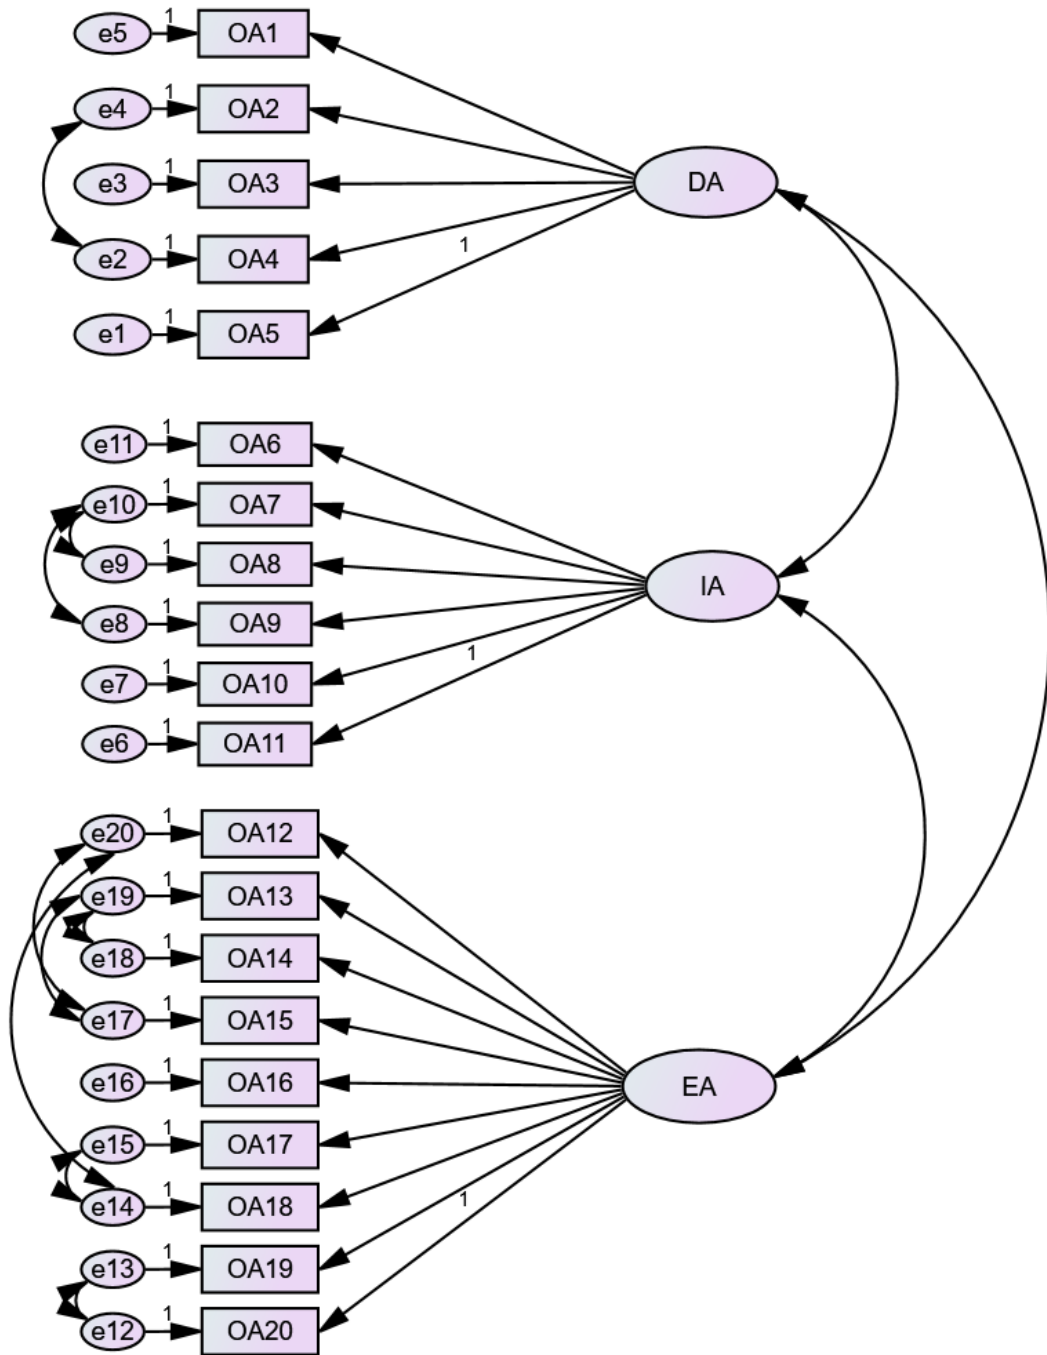 e5 1 OA1
e4 1 OA2
DA
e3 1 OA3
e2 1 OA4
1
e1 1 OA5
e11 1 OA6
e10 1 OA7
e9 1 OA8
IA
e8 1 OA9
1
e7 1 OA10
e6 1 OA11
e20 1 OA12
e19 1 OA13
e18 1 OA14
e17 1 OA15
e16 1 OA16
EA
e15 1 OA17
e14 1 OA18
1
e13 1 OA19
e12 1 OA20